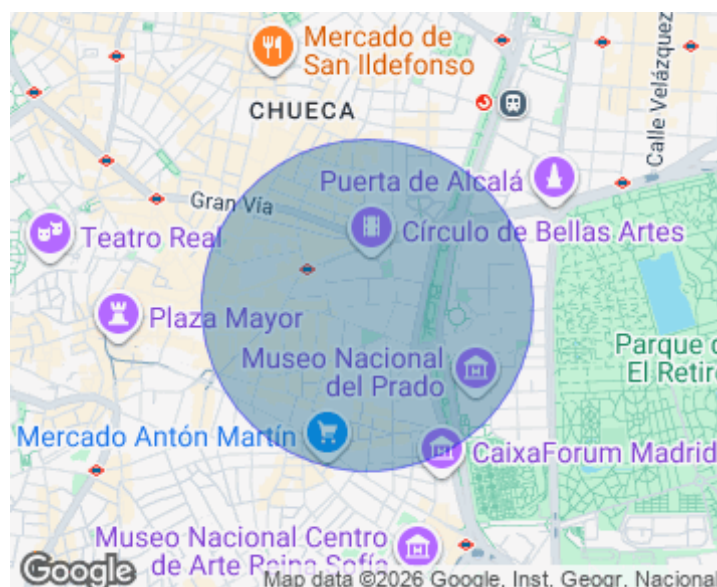 Mercado de
San Ildefonso
CHUECA
Calle Velázquez
Puerta de Alcalá
Gran Vía
Teatro Real
Círculo de Bellas Artes
Plaza Mayor
Museo Nacional
del Prado
Parque d
El Retiro
Mercado Antón Martín
CaixaForum Madrid
Museo Nacional Centro
de Arte Reina Sofía
Google
Map data ©2026 Google, Inst. Geogr. Nacional